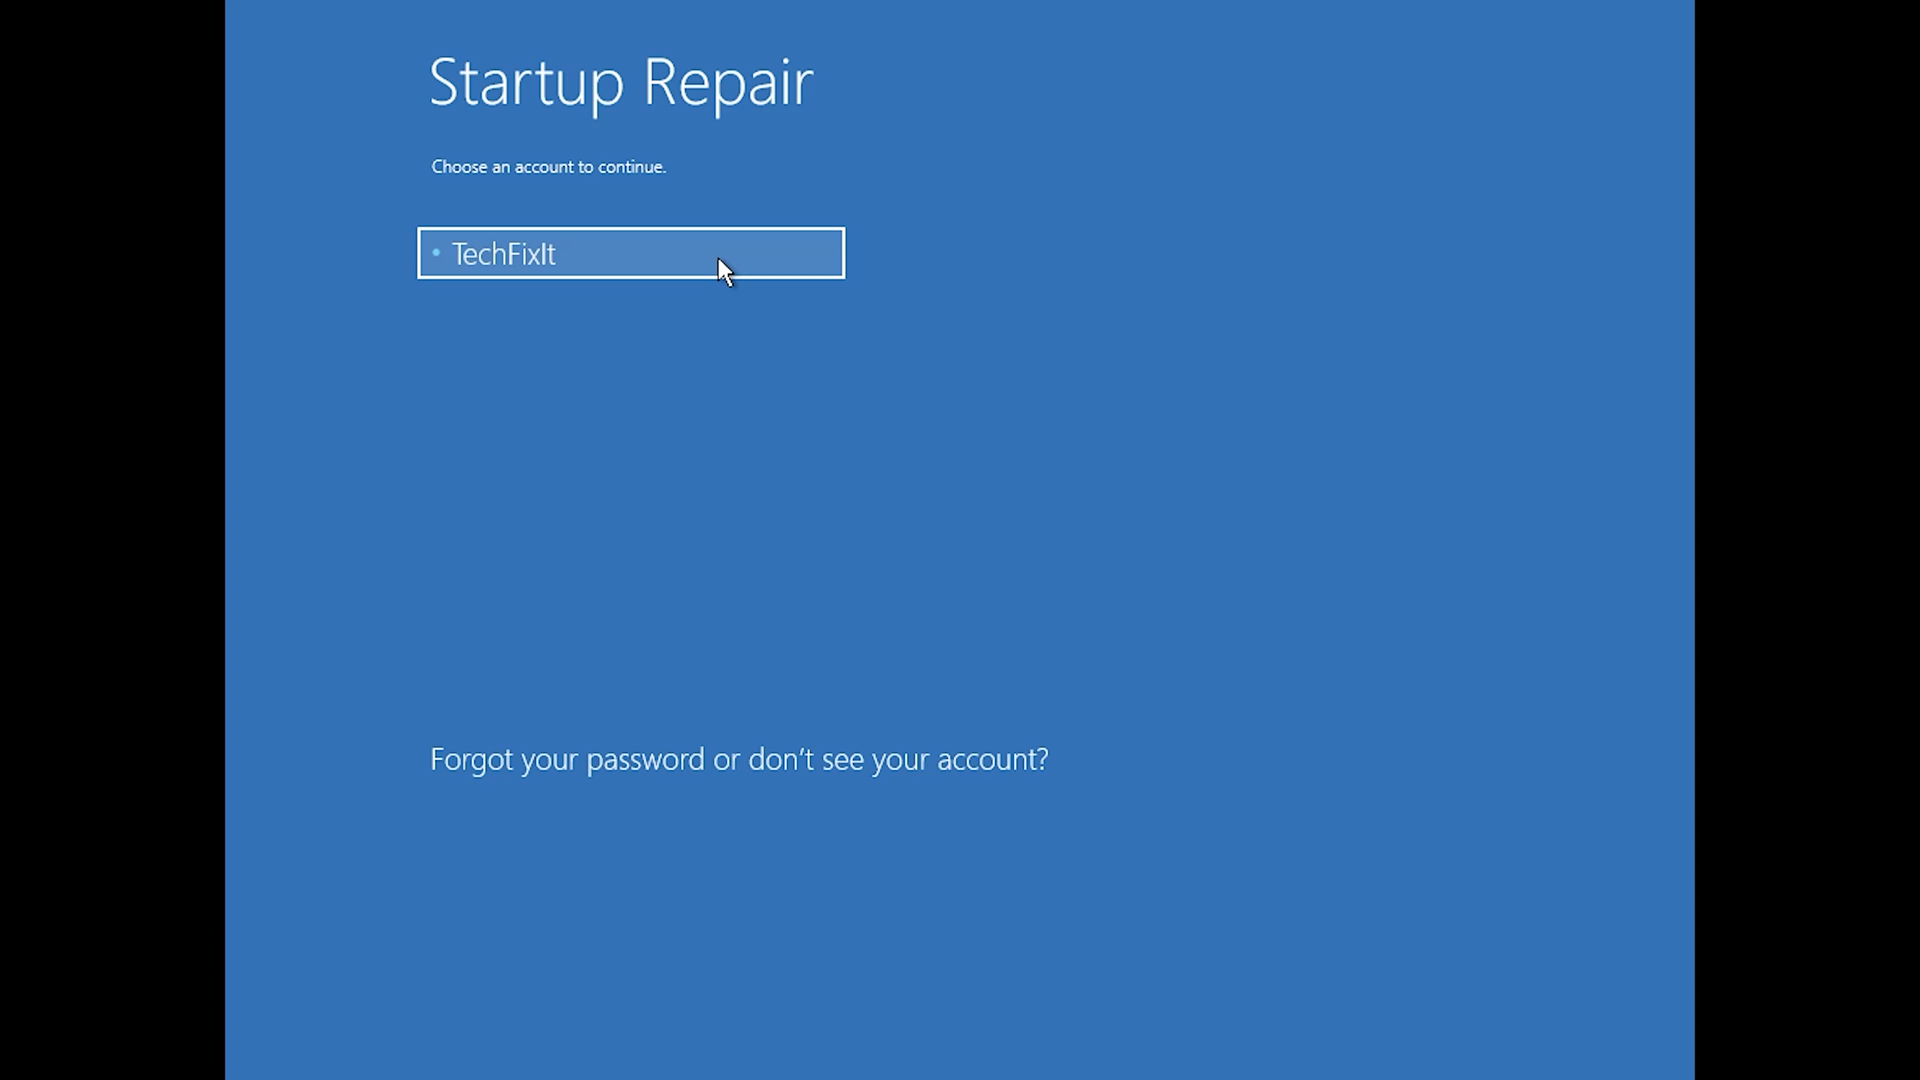 Startup Repair
Choose an account to continue.
TechFixIt
Forgot your password or don't see your account?